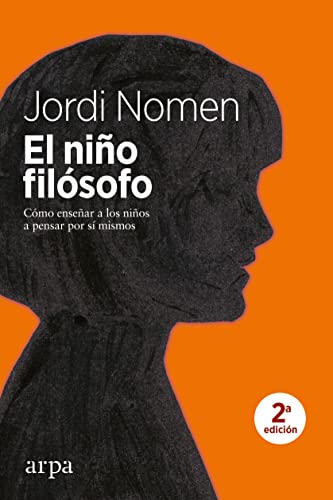 Jordi Nomen
El niño
filósofo
Cómo enseñar a los niños
a pensar por sí mismos
2ª
edición
arpa